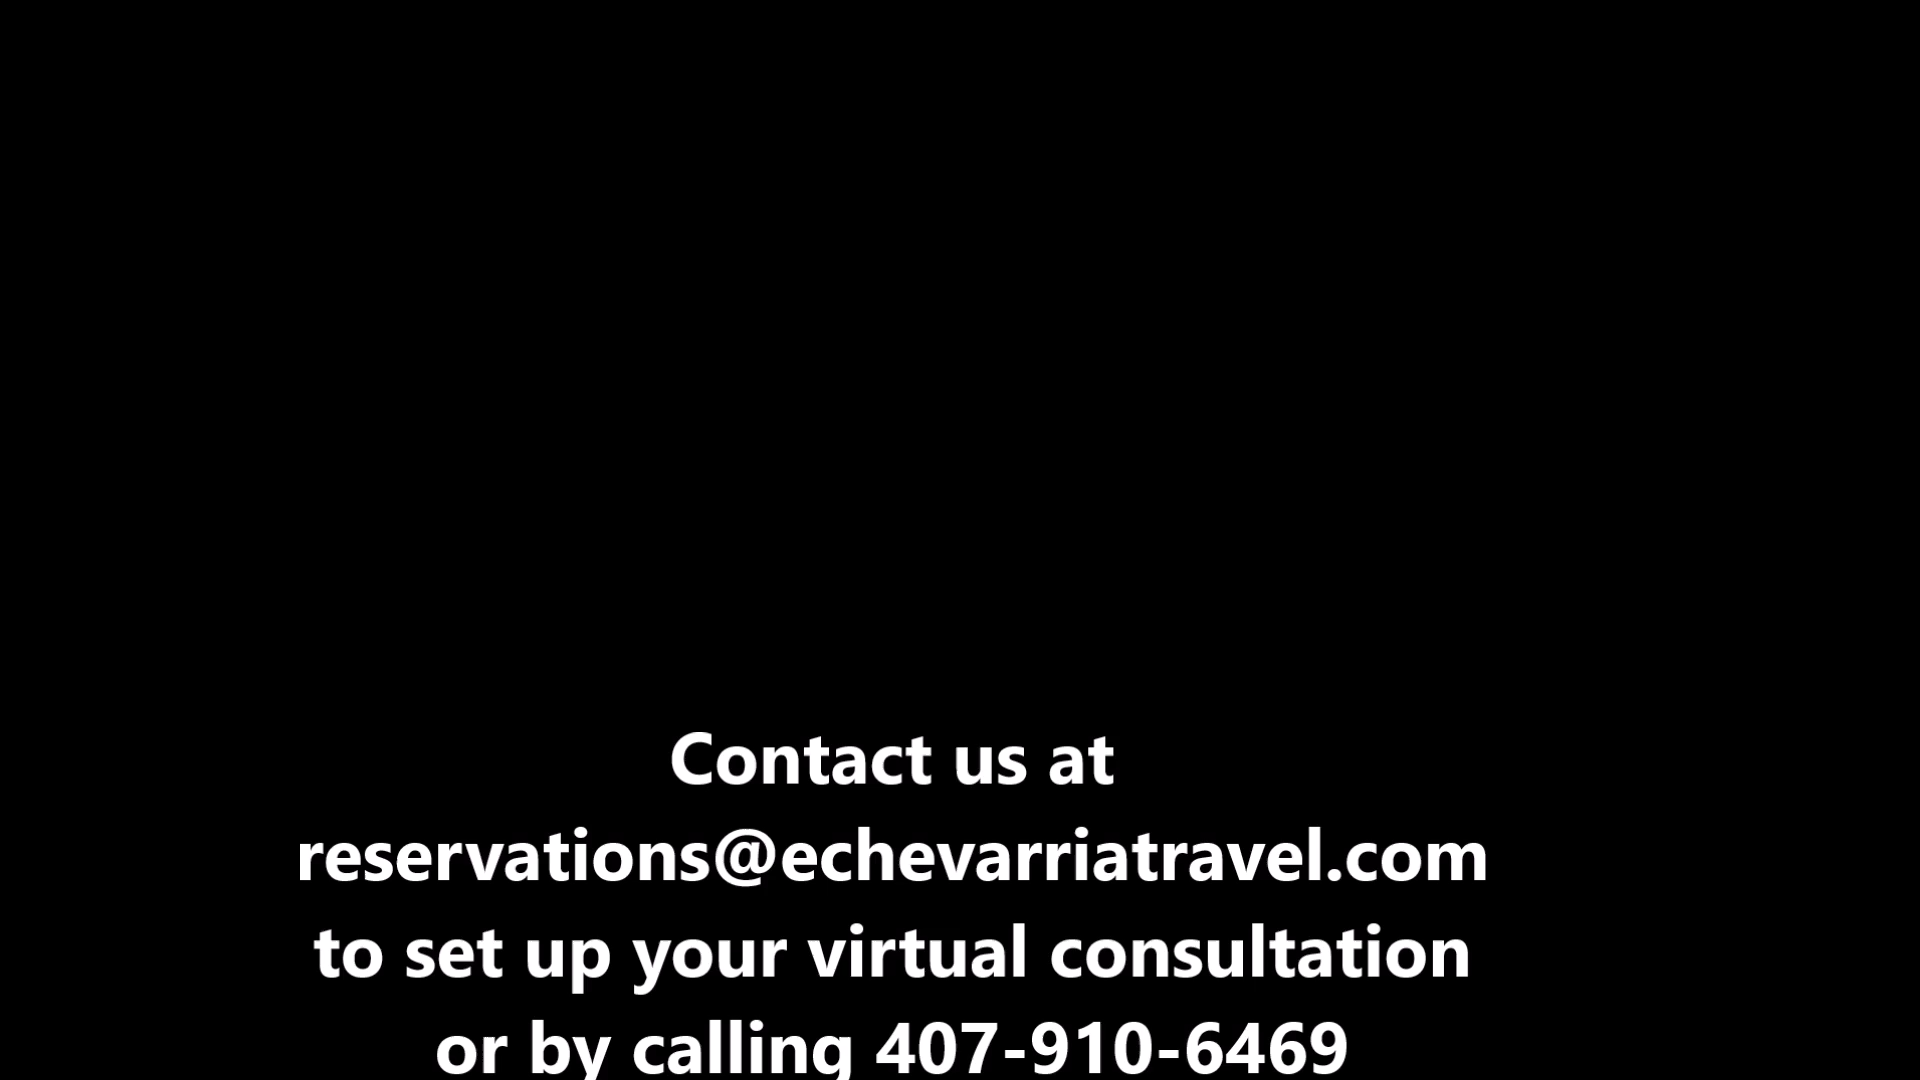 Contact us at
reservations@echevarriatravel.com
to set up your virtual consultation
or by calling 407-910-6469